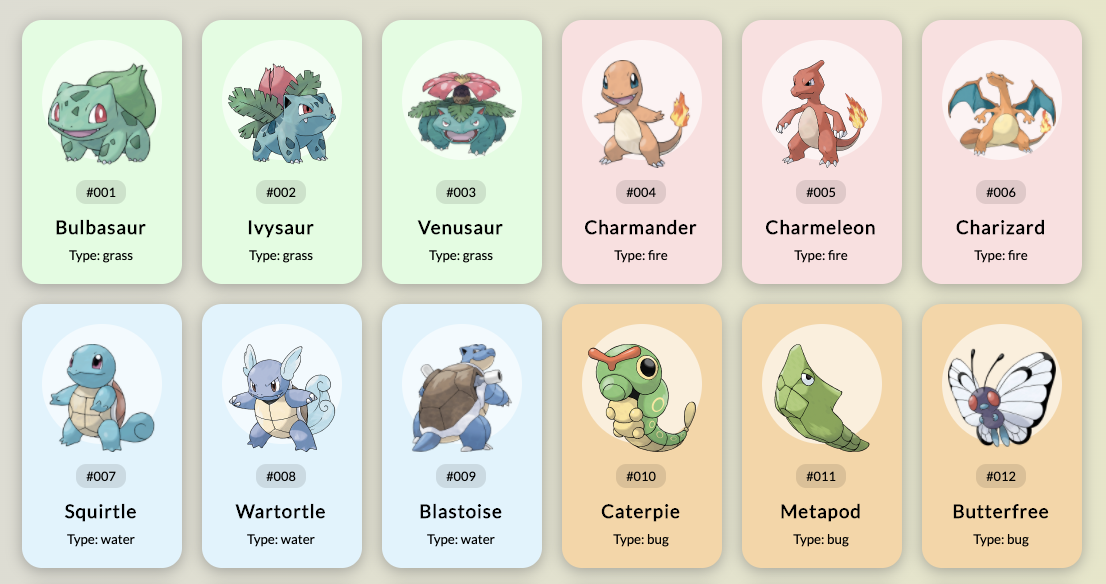 #001
Bulbasaur
Type: grass
#002
Ivysaur
Type: grass
#003
Venusaur
Type: grass
#004
Charmander
Type: fire
#005
Charmeleon
Type: fire
#006
Charizard
Type: fire
#007
Squirtle
Type: water
#008
Wartortle
Type: water
#009
Blastoise
Type: water
#010
Caterpie
Type: bug
#011
Metapod
Type: bug
#012
Butterfree
Type: bug